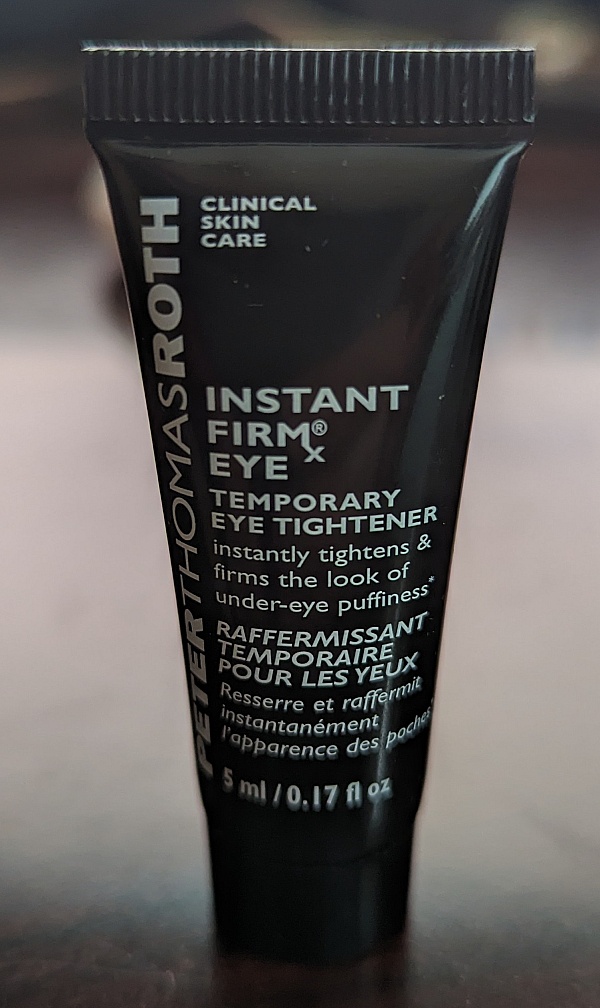 PETERTHOMASROTH
CLINICAL
SKIN
CARE
INSTANT
FIRMx®
EYE
TEMPORARY
EYE TIGHTENER
instantly tightens &
firms the look of
under-eye puffiness*
RAFFERMISSANT
TEMPORAIRE
POUR LES YEUX
Resserre et raffermit
instantanément
l'apparence des poches
5 ml / 0.17 fl oz